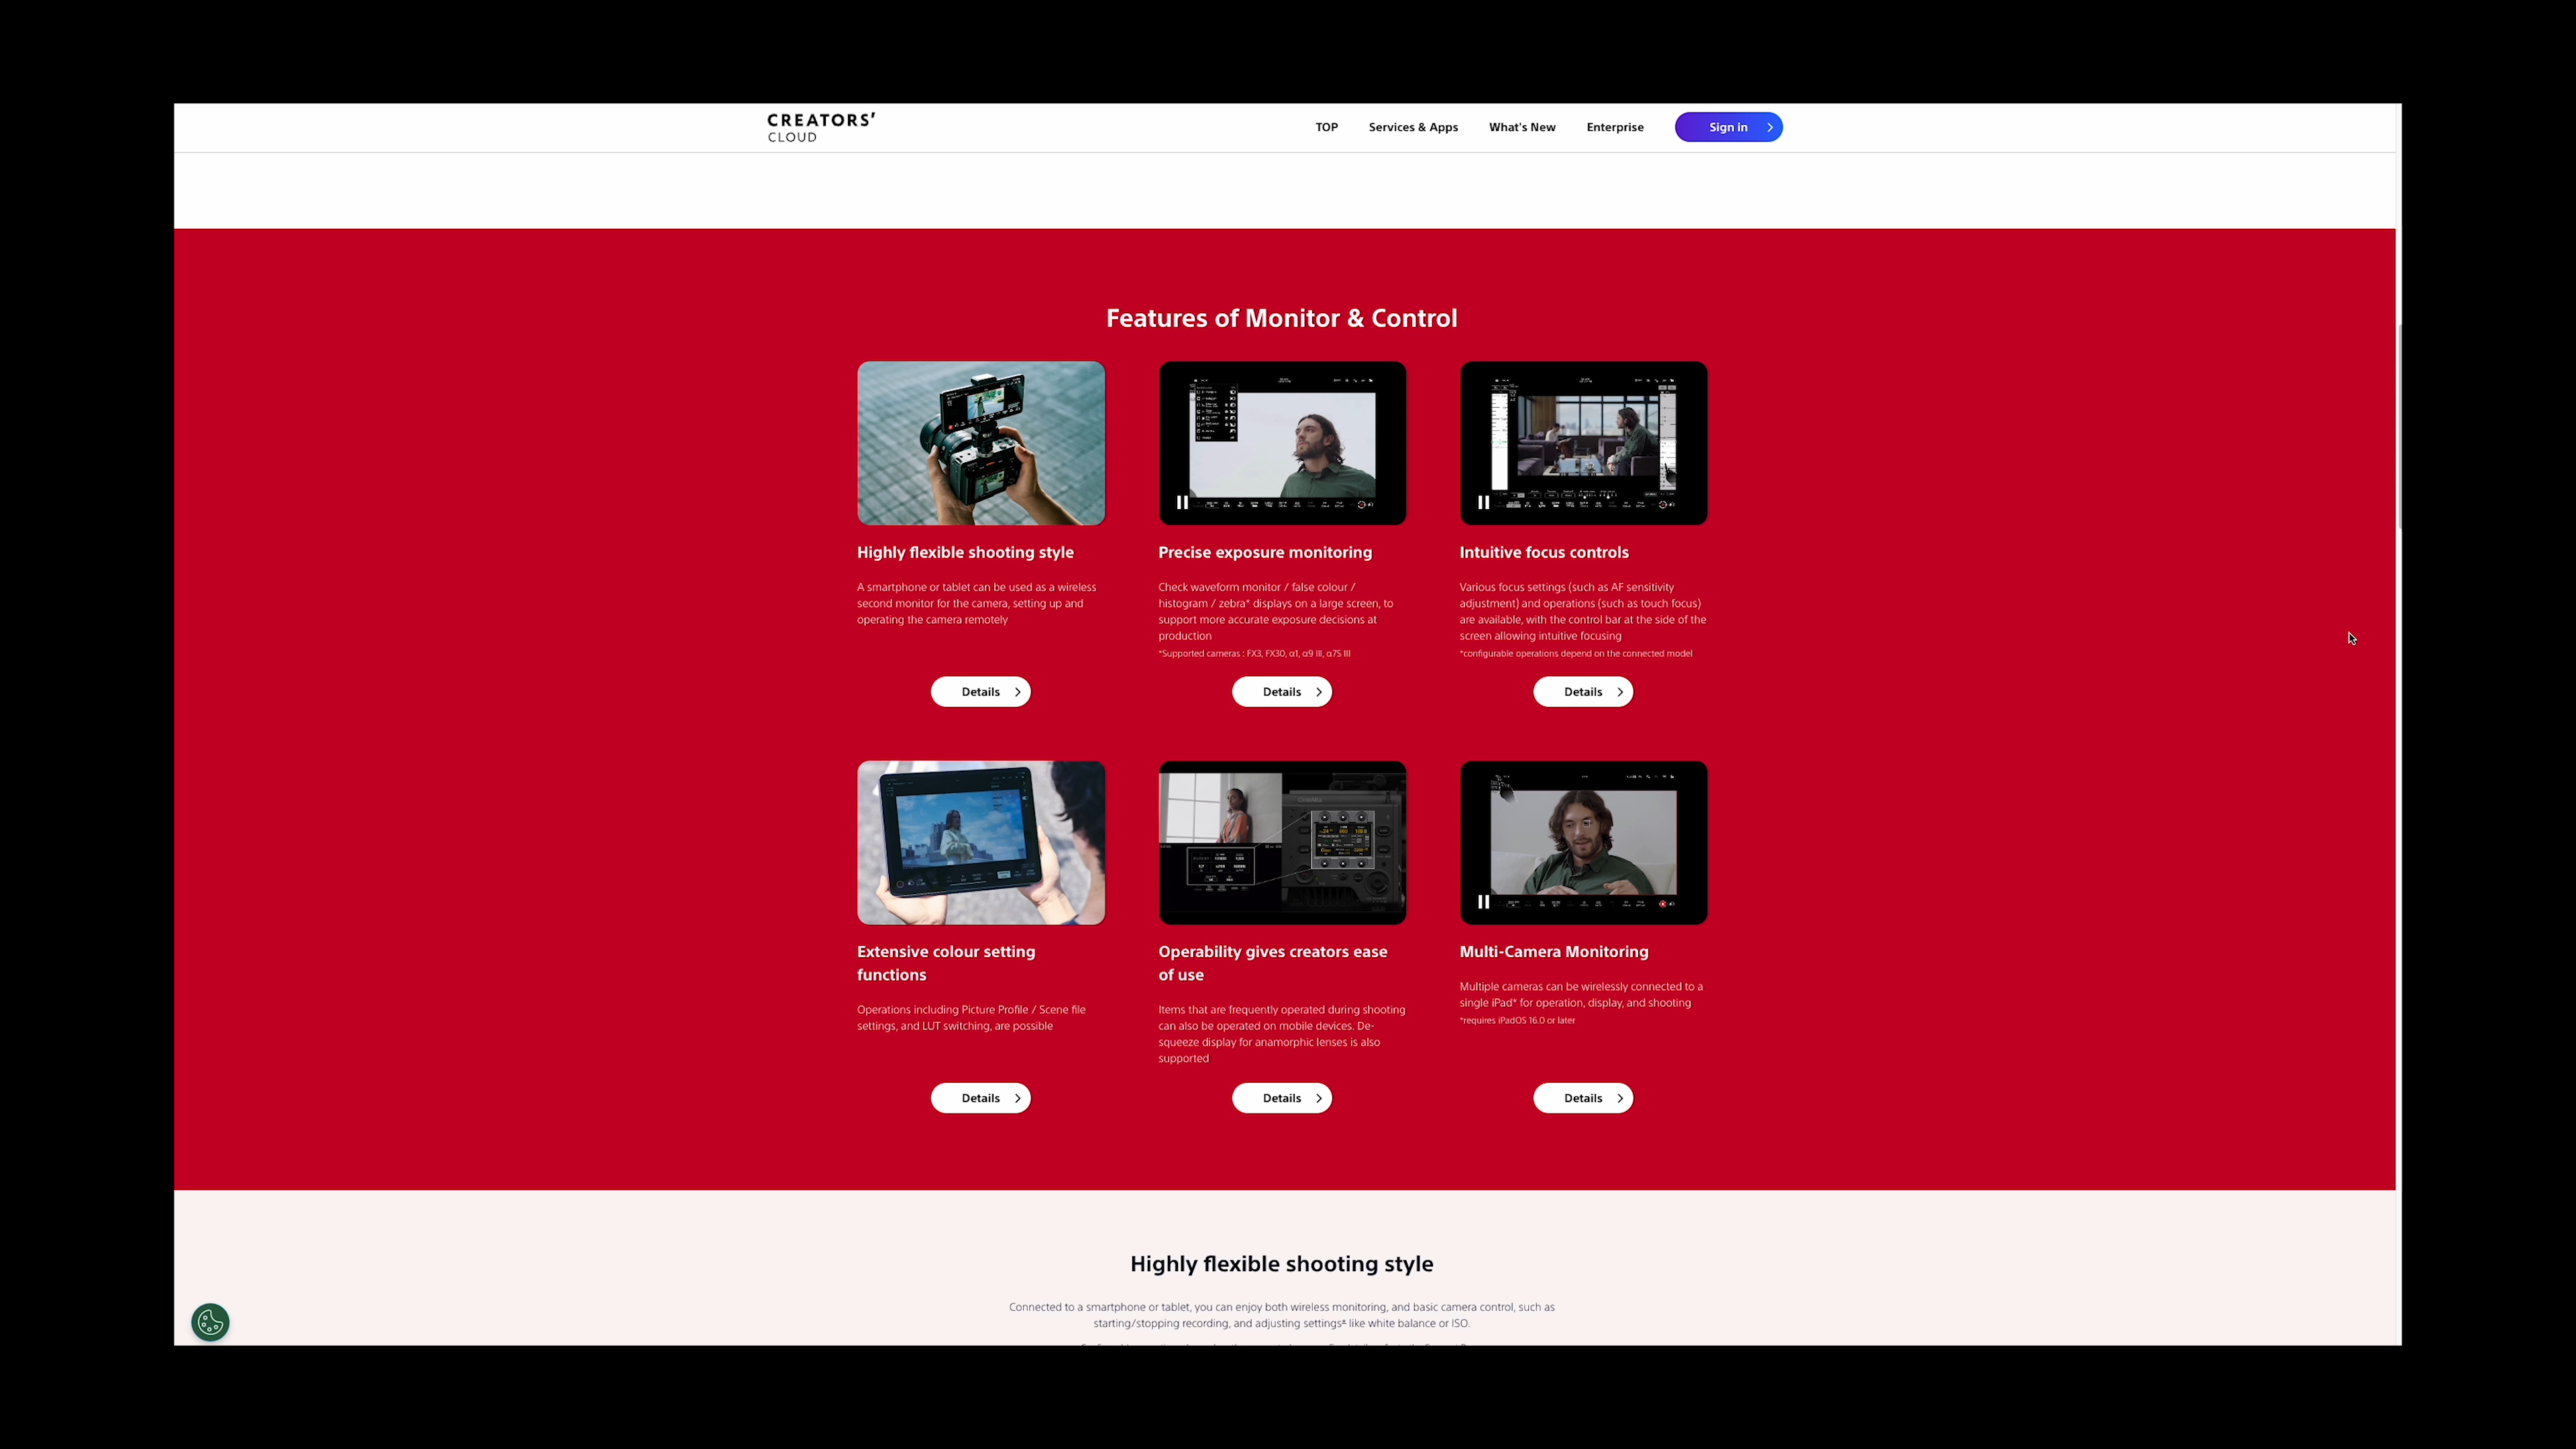 CREATORS'
CLOUD
TOP
Services & Apps
What's New
Enterprise
Sign in
Features of Monitor & Control
Highly flexible shooting style
A smartphone or tablet can be used as a wireless
second monitor for the camera, setting up and
operating the camera remotely
Details
Precise exposure monitoring
Check waveform monitor / false colour /
histogram / zebra* displays on a large screen, to
support more accurate exposure decisions at
production
*Supported cameras : FX3, FX30, α1, α9 III, α7S III
Details
Intuitive focus controls
Various focus settings (such as AF sensitivity
adjustment) and operations (such as touch focus)
are available, with the control bar at the side of the
screen allowing intuitive focusing
*configurable operations depend on the connected model
Details
Extensive colour setting
functions
Operations including Picture Profile / Scene file
settings, and LUT switching, are possible
Details
Operability gives creators ease
of use
Items that are frequently operated during shooting
can also be operated on mobile devices. De-
squeeze display for anamorphic lenses is also
supported
Details
Multi-Camera Monitoring
Multiple cameras can be wirelessly connected to a
single iPad* for operation, display, and shooting
*requires iPadOS 16.0 or later
Details
Highly flexible shooting style
Connected to a smartphone or tablet, you can enjoy both wireless monitoring, and basic camera control, such as
starting/stopping recording, and adjusting settings* like white balance or ISO.